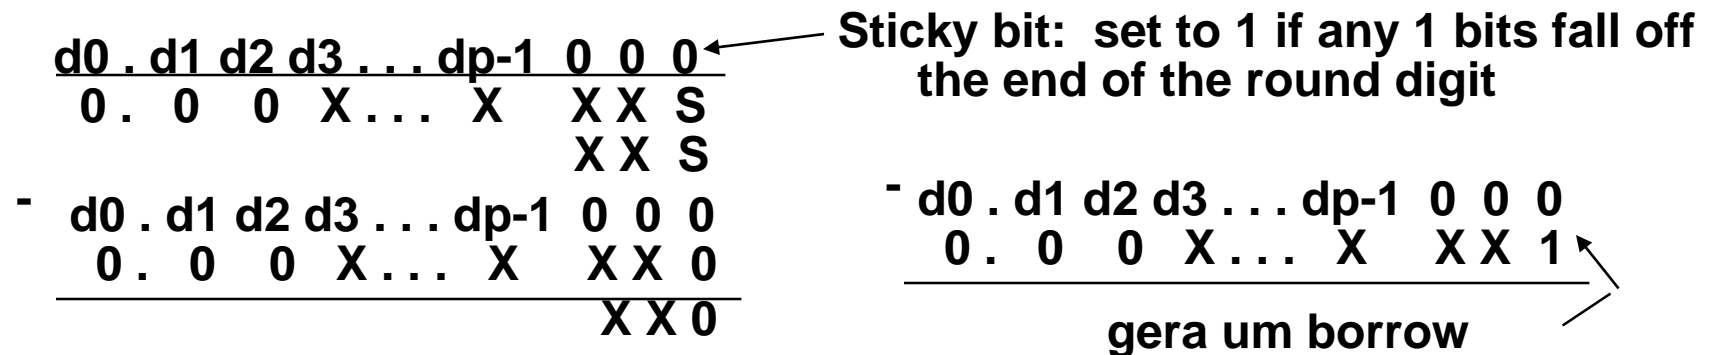 d0 . d1 d2 d3 . . . dp-1 0 0 0
0 . 0 0 X . . . X X X S
X X S
Sticky bit: set to 1 if any 1 bits fall off
the end of the round digit
- d0 . d1 d2 d3 . . . dp-1 0 0 0
0 . 0 0 X . . . X X X 0
X X 0
- d0 . d1 d2 d3 . . . dp-1 0 0 0
0 . 0 0 X . . . X X X 1
gera um borrow